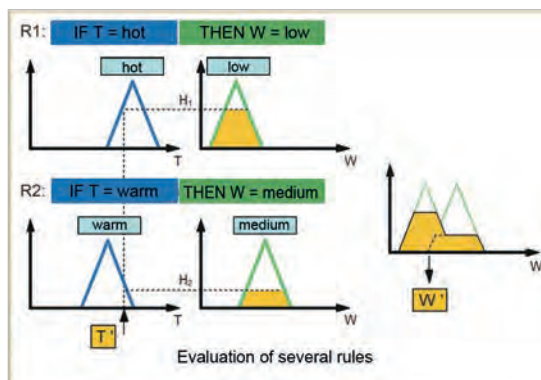 R1: IF T = hot THEN W = low
hot low
H1
T W
R2: IF T = warm THEN W = medium
warm medium
H2
T W
W
T' W'
Evaluation of several rules